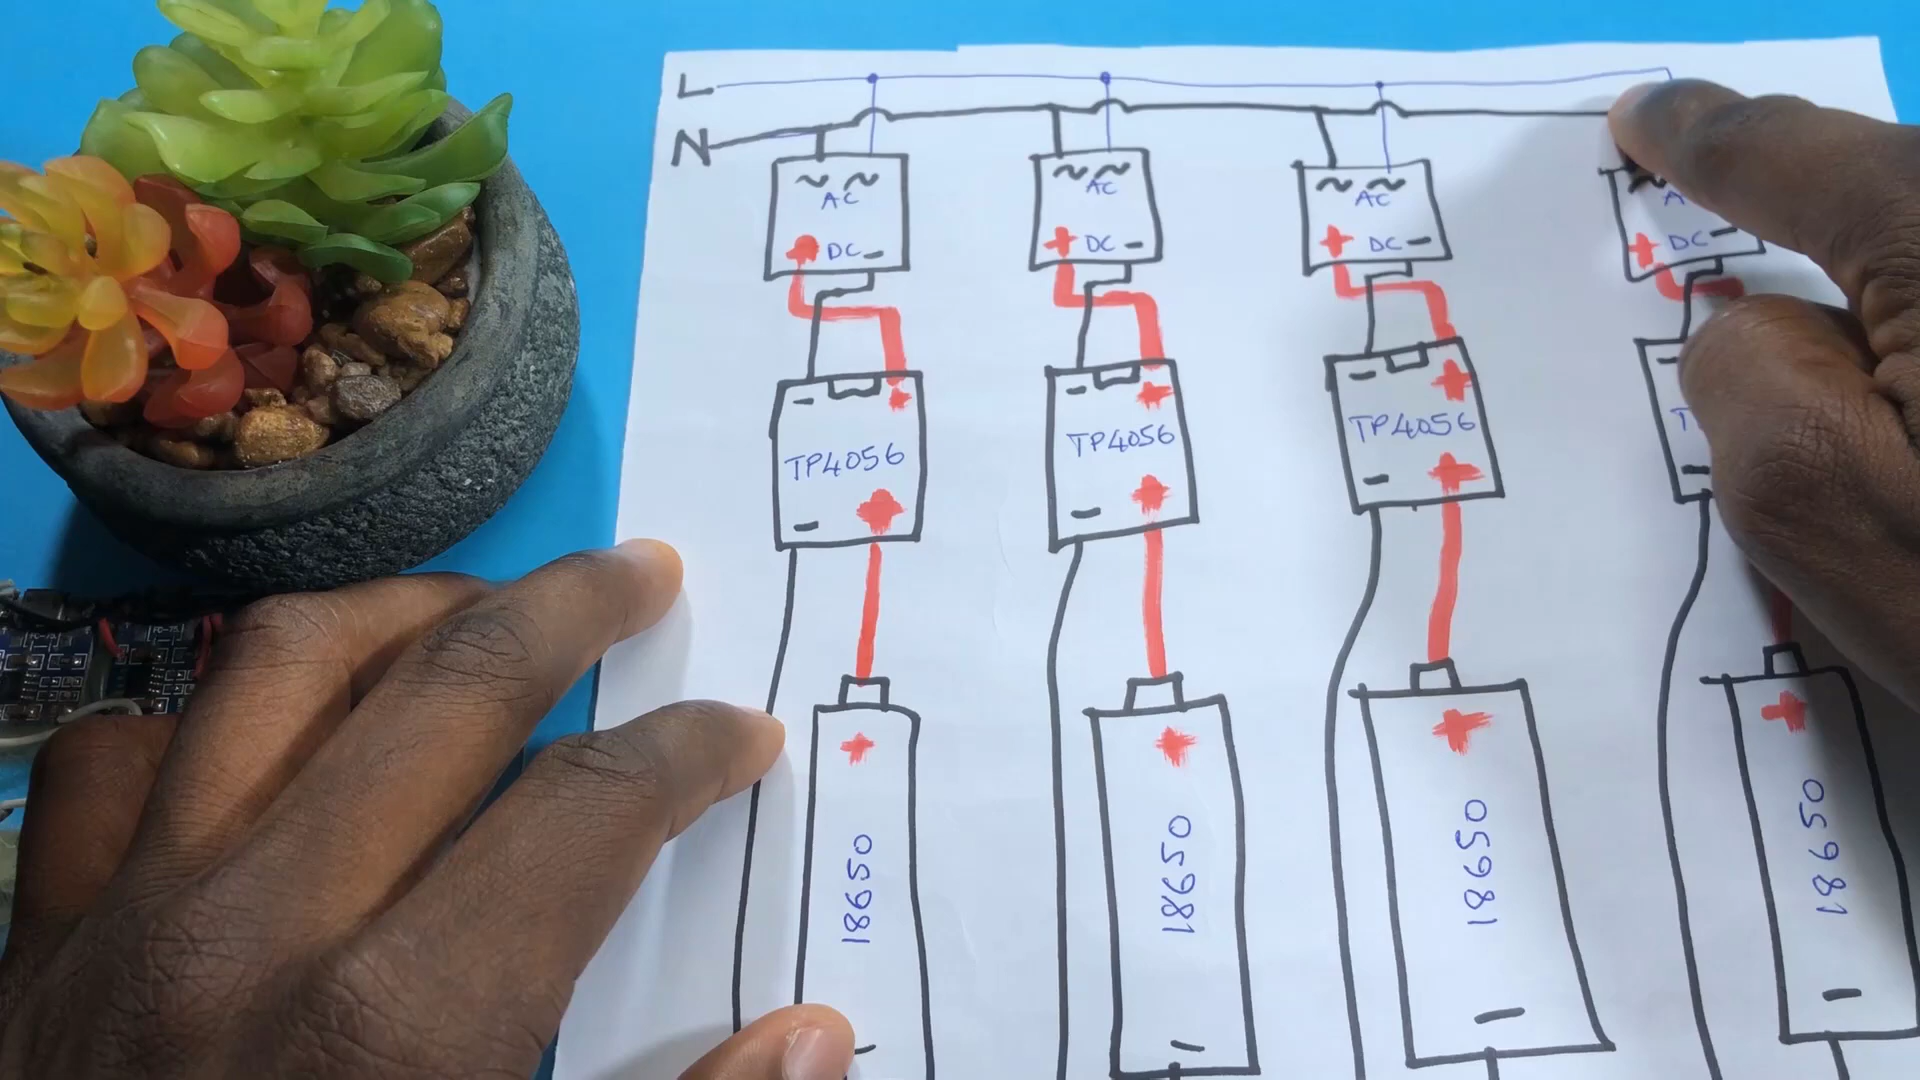 L
N
~ ~ ~ ~ ~ ~ ~
AC AC AC A
+ DC - + DC - + DC - + DC -
- + - + - + -
TP4056 TP4056 TP4056 T
- + - + - + -
+ + + +
18650 18650 18650 18650
- - - -